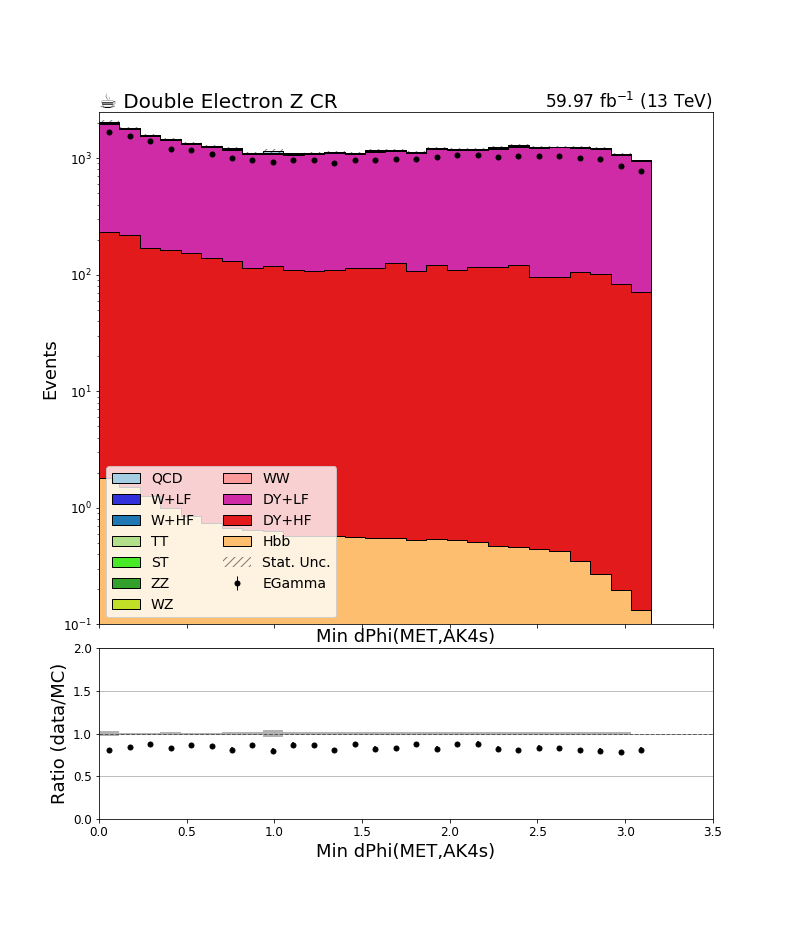 ☕ Double Electron Z CR
59.97 fb⁻¹ (13 TeV)
Events
10³
10²
10¹
10⁰
10⁻¹
QCD
W+LF
W+HF
TT
ST
ZZ
WZ
WW
DY+LF
DY+HF
Hbb
Stat. Unc.
EGamma
Min dPhi(MET,AK4s)
Ratio (data/MC)
2.0
1.5
1.0
0.5
0.0
0.0 0.5 1.0 1.5 2.0 2.5 3.0 3.5
Min dPhi(MET,AK4s)